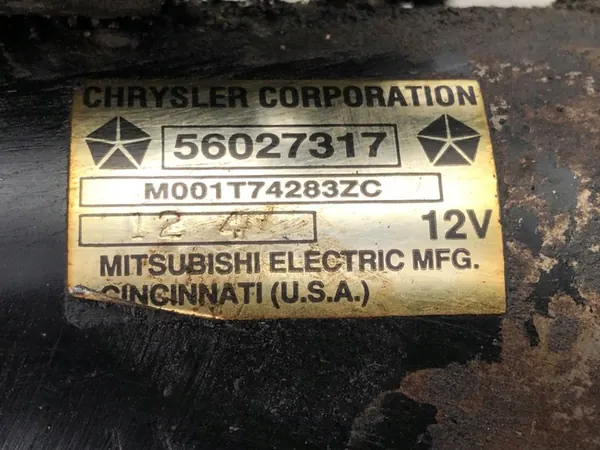 CHRYSLER CORPORATION
56027317
M001T74283ZC
12 4
12V
MITSUBISHI ELECTRIC MFG.
CINCINNATI (U.S.A.)